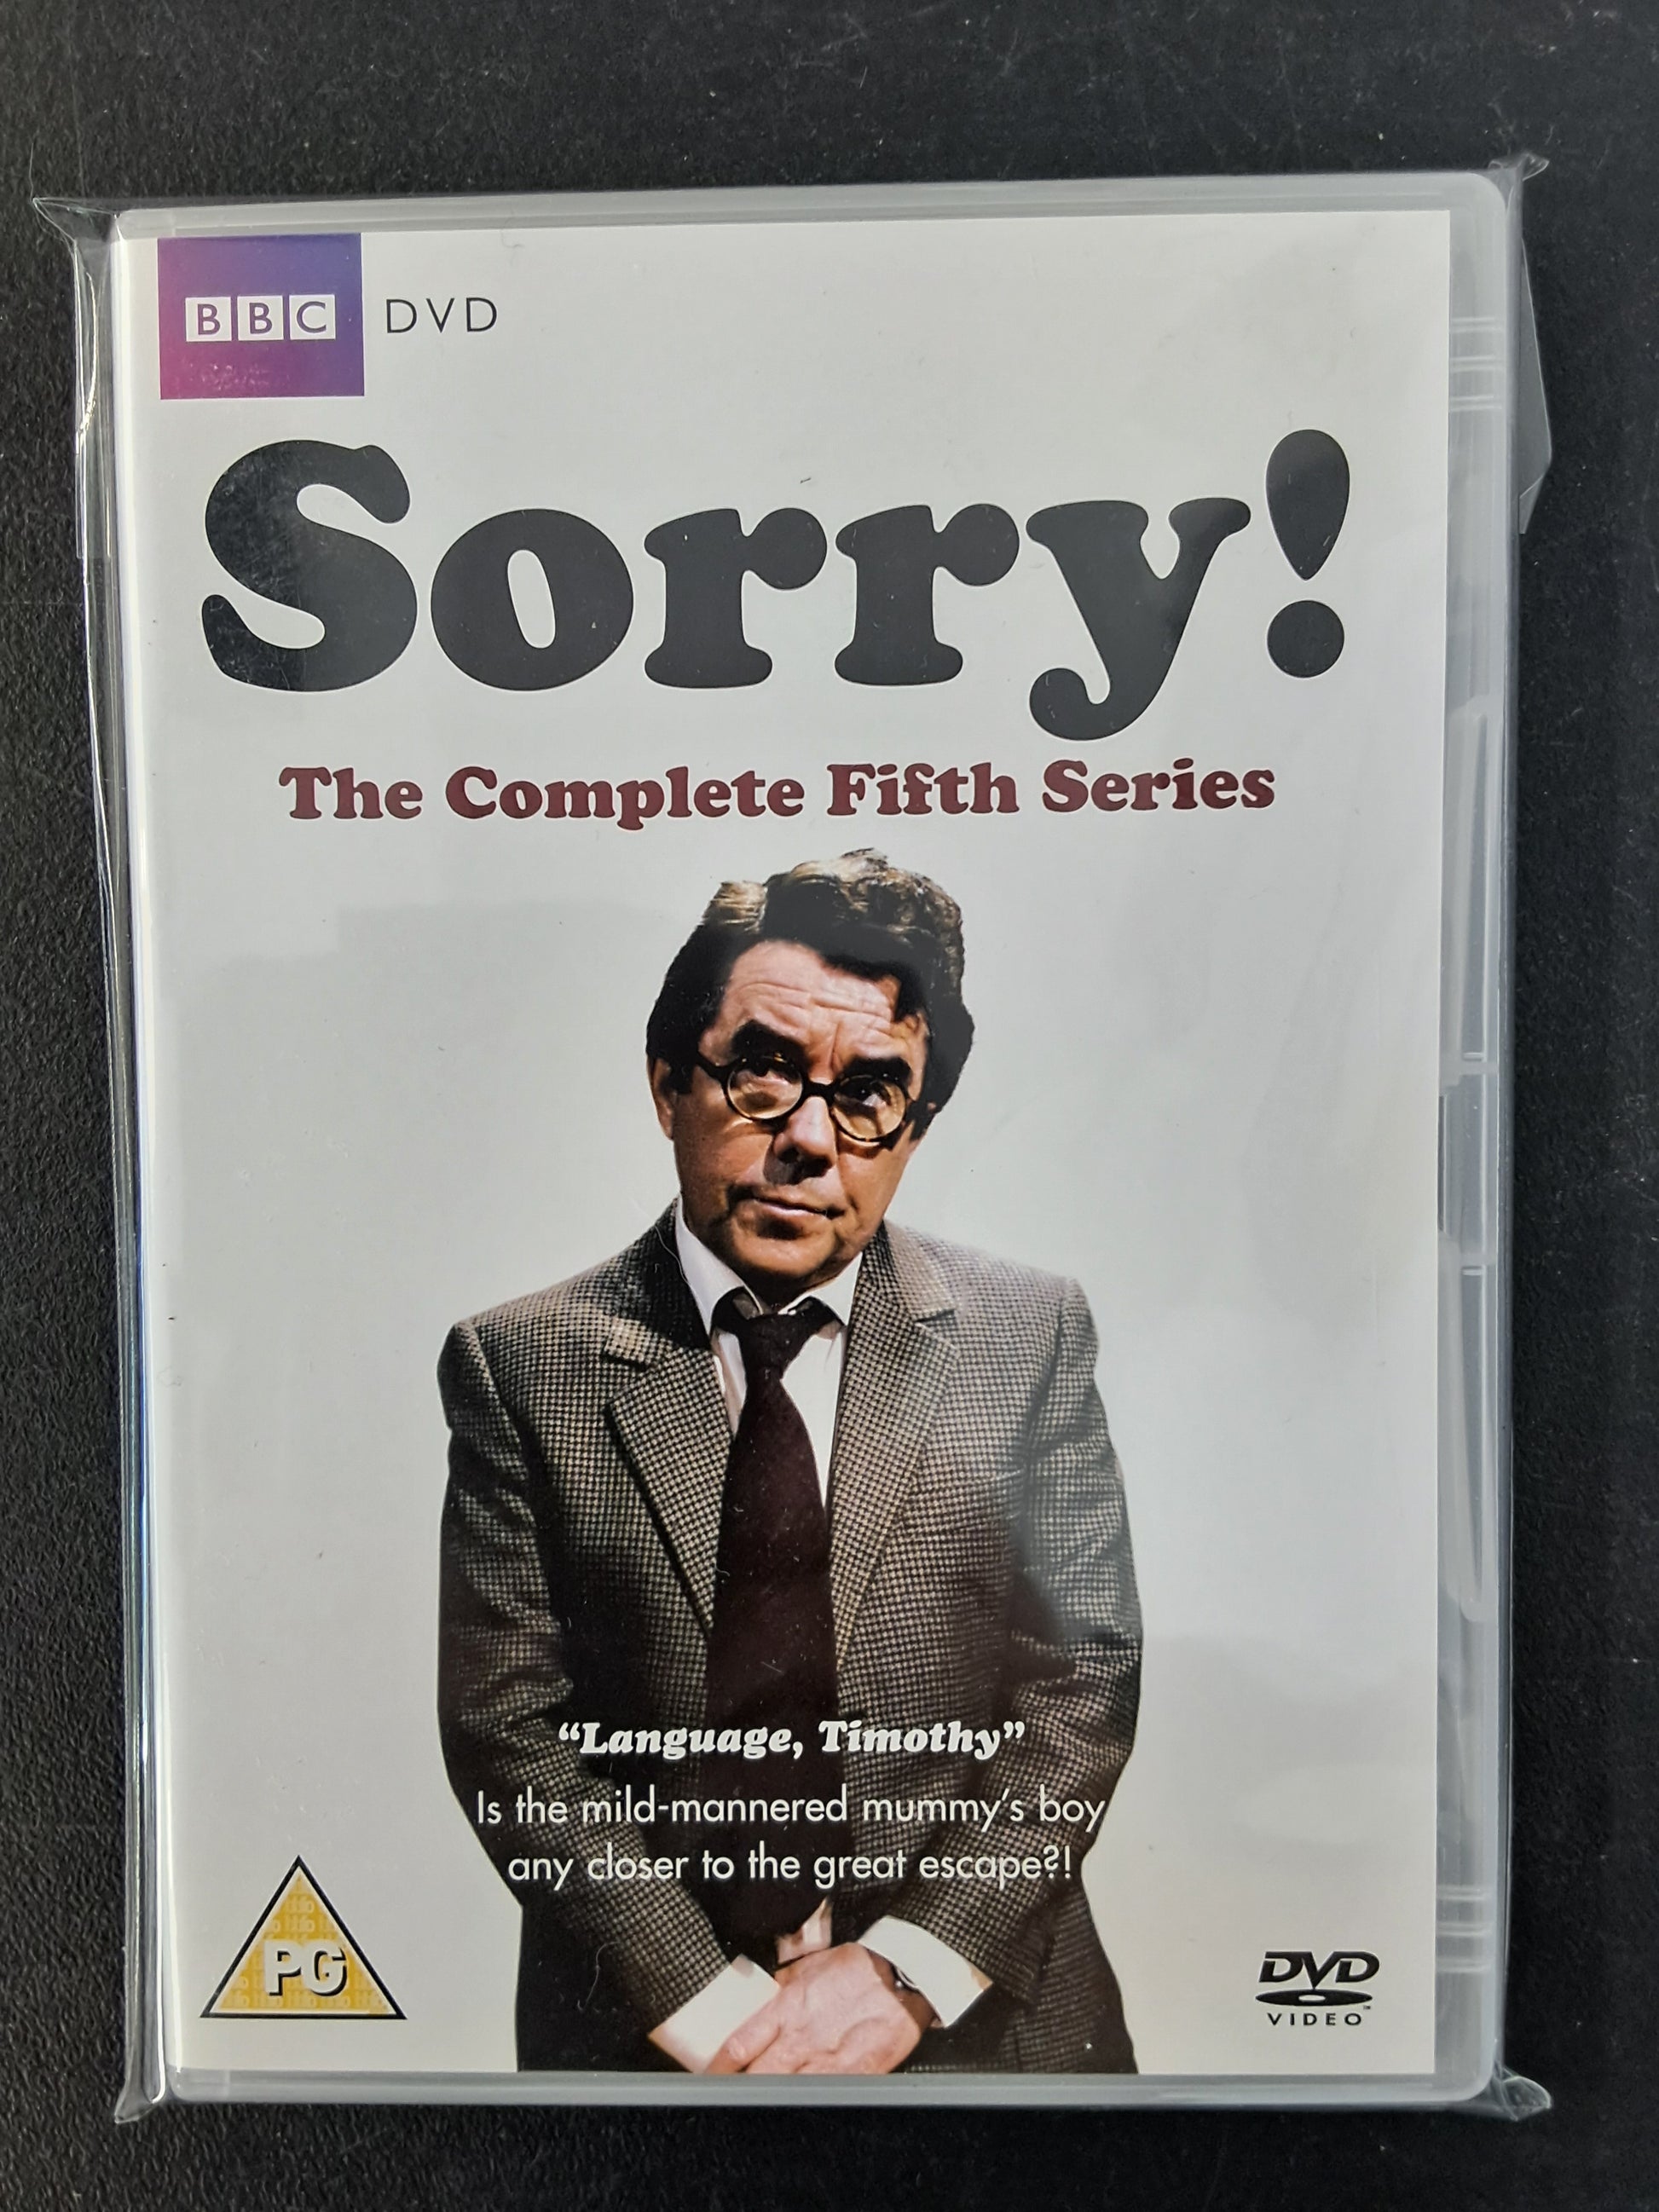 BBC DVD
Sorry!
The Complete Fifth Series
“Language, Timothy”
Is the mild-mannered mummy’s boy
any closer to the great escape?!
PG
DVD
VIDEO